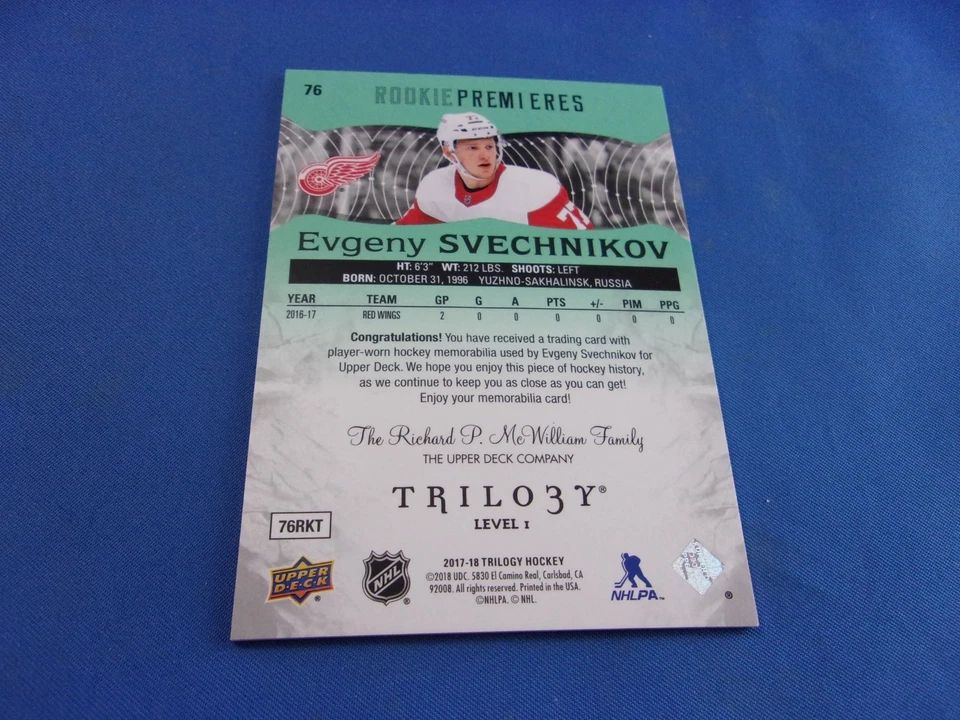 76
ROOKIE PREMIERES
77
Evgeny SVECHNIKOV
HT: 6'3" WT: 212 LBS. SHOOTS: LEFT
BORN: OCTOBER 31, 1996 YUZHNO-SAKHALINSK, RUSSIA
YEAR TEAM GP G A PTS +/- PIM PPG
2016-17 RED WINGS 2 0 0 0 0 0 0
Congratulations! You have received a trading card with
player-worn hockey memorabilia used by Evgeny Svechnikov for
Upper Deck. We hope you enjoy this piece of hockey history,
as we continue to keep you as close as you can get!
Enjoy your memorabilia card!
The Richard P. McWilliam Family
THE UPPER DECK COMPANY
TRILO3Y®
LEVEL 1
76RKT
UPPER
D·E·C·K
®
NHL
®
2017-18 TRILOGY HOCKEY
©2018 UDC. 5830 El Camino Real, Carlsbad, CA
92008. All rights reserved. Printed in the USA.
©NHLPA. © NHL.
NHLPA™
®